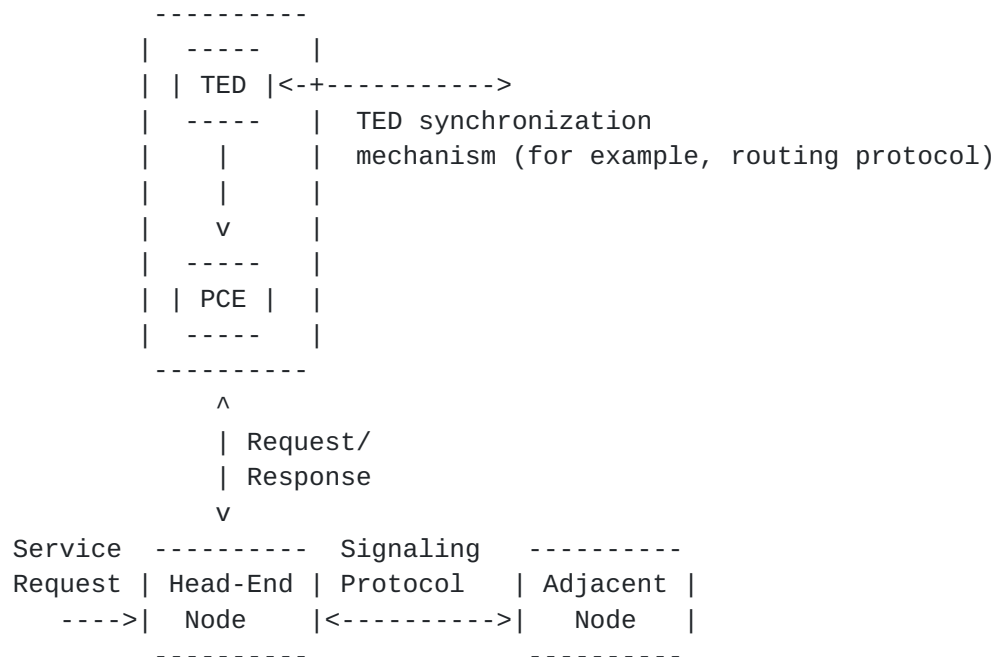 TED
TED synchronization
mechanism (for example, routing protocol)
PCE
Request/
Response
Service Signaling
Request Head-End Protocol Adjacent
Node Node